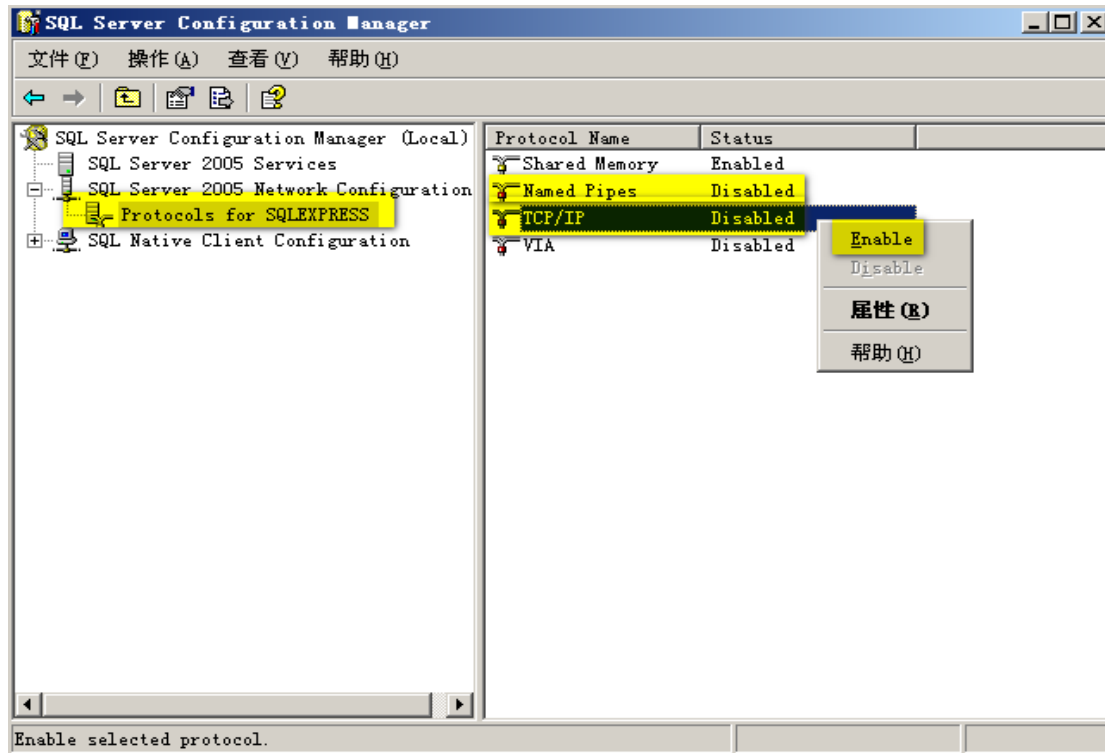 SQL Server Configuration Manager
文件(F) 操作(A) 查看(V) 帮助(H)
SQL Server Configuration Manager (Local)
SQL Server 2005 Services
SQL Server 2005 Network Configuration
Protocols for SQLEXPRESS
SQL Native Client Configuration
Protocol Name Status
Shared Memory Enabled
Named Pipes Disabled
TCP/IP Disabled
VIA Disabled
Enable
Disable
属性(R)
帮助(H)
Enable selected protocol.